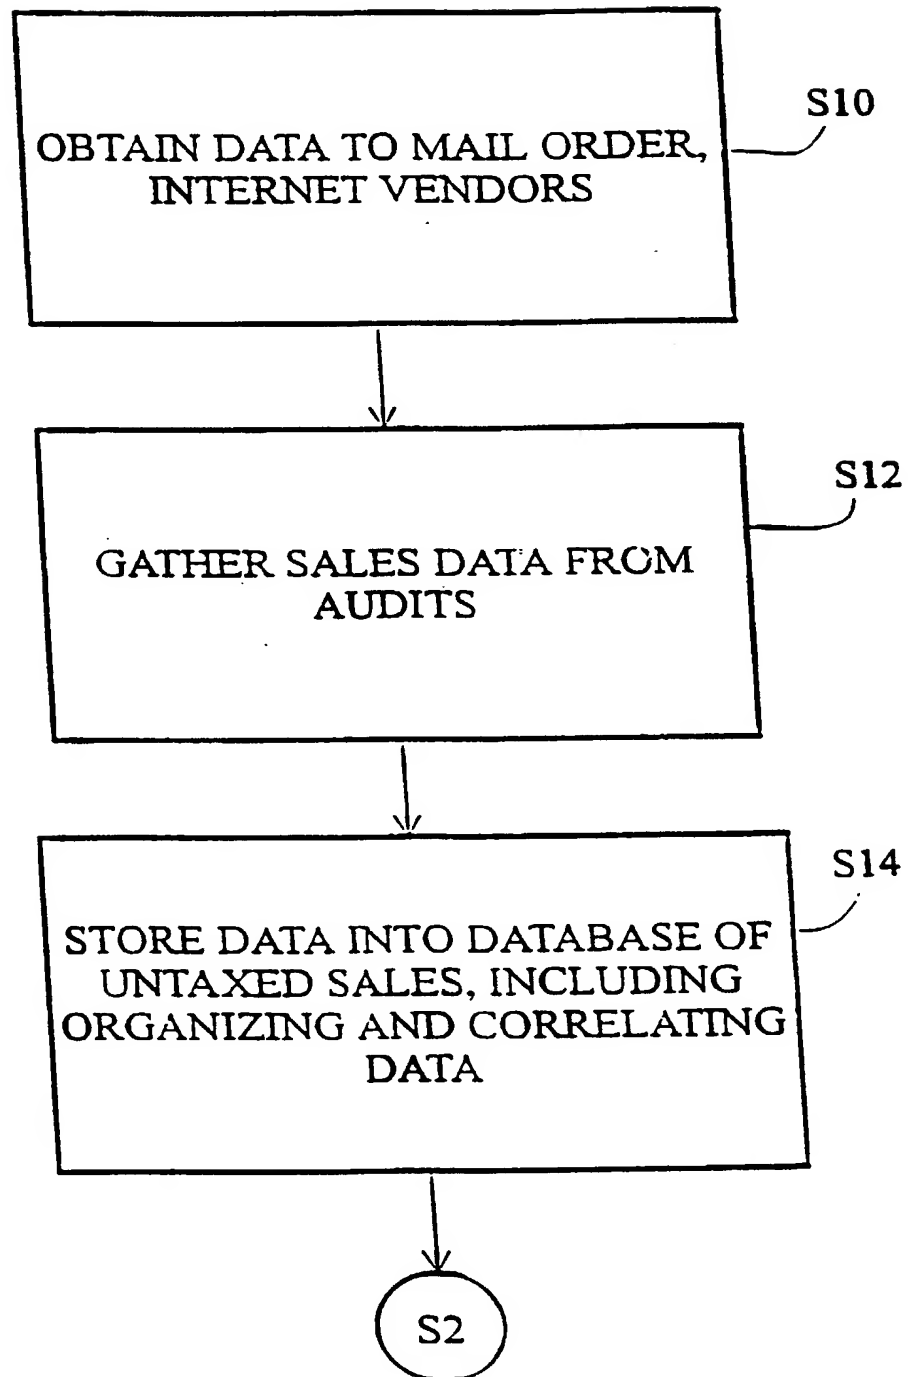 S10
OBTAIN DATA TO MAIL ORDER,
INTERNET VENDORS
S12
GATHER SALES DATA FROM
AUDITS
S14
STORE DATA INTO DATABASE OF
UNTAXED SALES, INCLUDING
ORGANIZING AND CORRELATING
DATA
S2